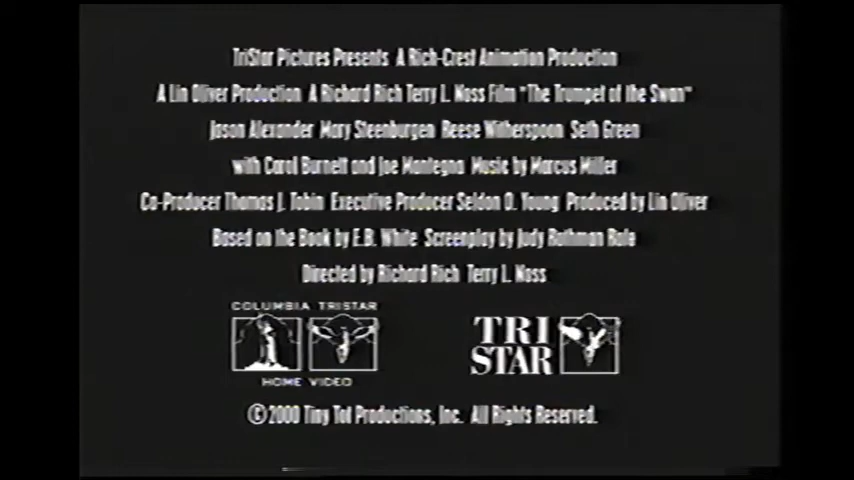 TriStar Pictures Presents A Rich-Crest Animation Production
A Lin Oliver Production A Richard Rich Terry L. Noss Film "The Trumpet of the Swan"
Jason Alexander Mary Steenburgen Reese Witherspoon Seth Green
with Carol Burnett and Joe Mantegna Music by Marcus Miller
Co-Producer Thomas J. Tobin Executive Producer Seldon O. Young Produced by Lin Oliver
Based on the Book by E.B. White Screenplay by Judy Rothman Rofe
Directed by Richard Rich Terry L. Noss
COLUMBIA TRISTAR
HOME VIDEO
TRI
STAR
©2000 Tiny Tot Productions, Inc. All Rights Reserved.